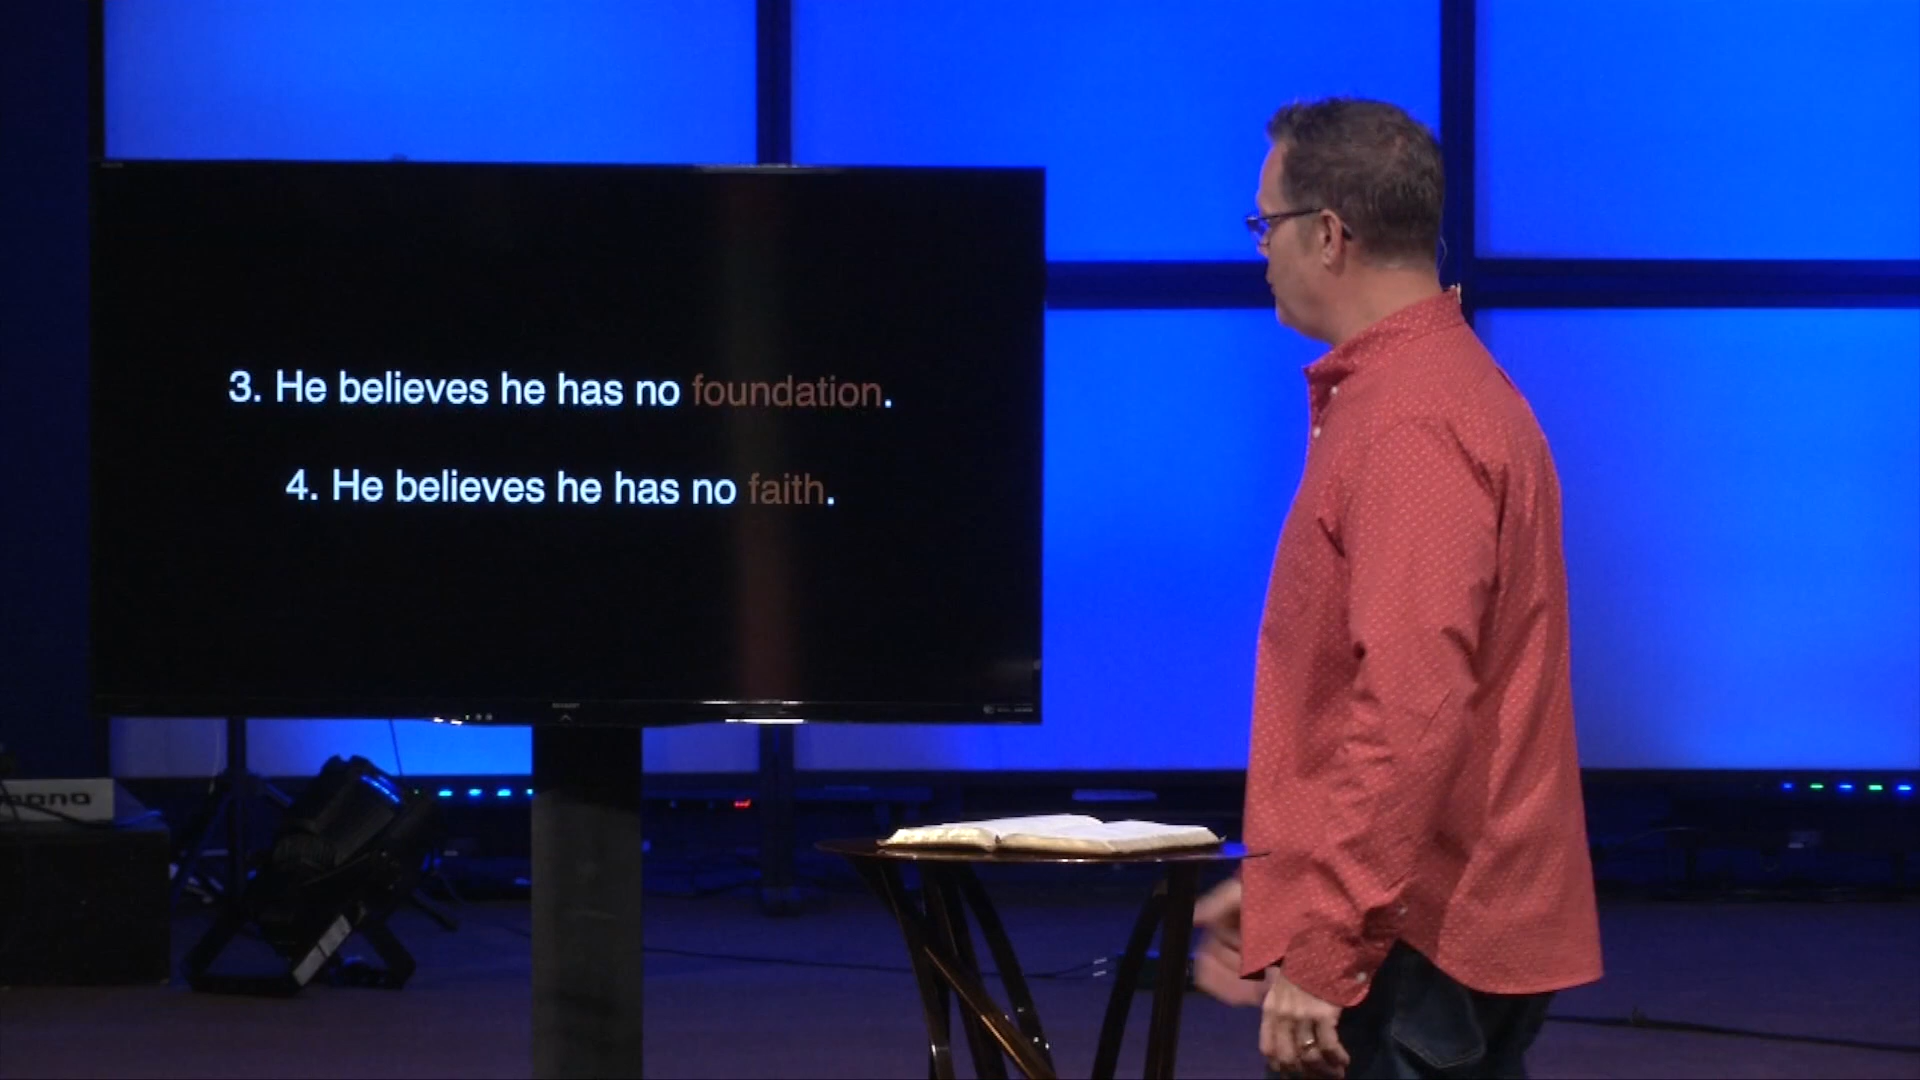 3. He believes he has no foundation.
4. He believes he has no faith.